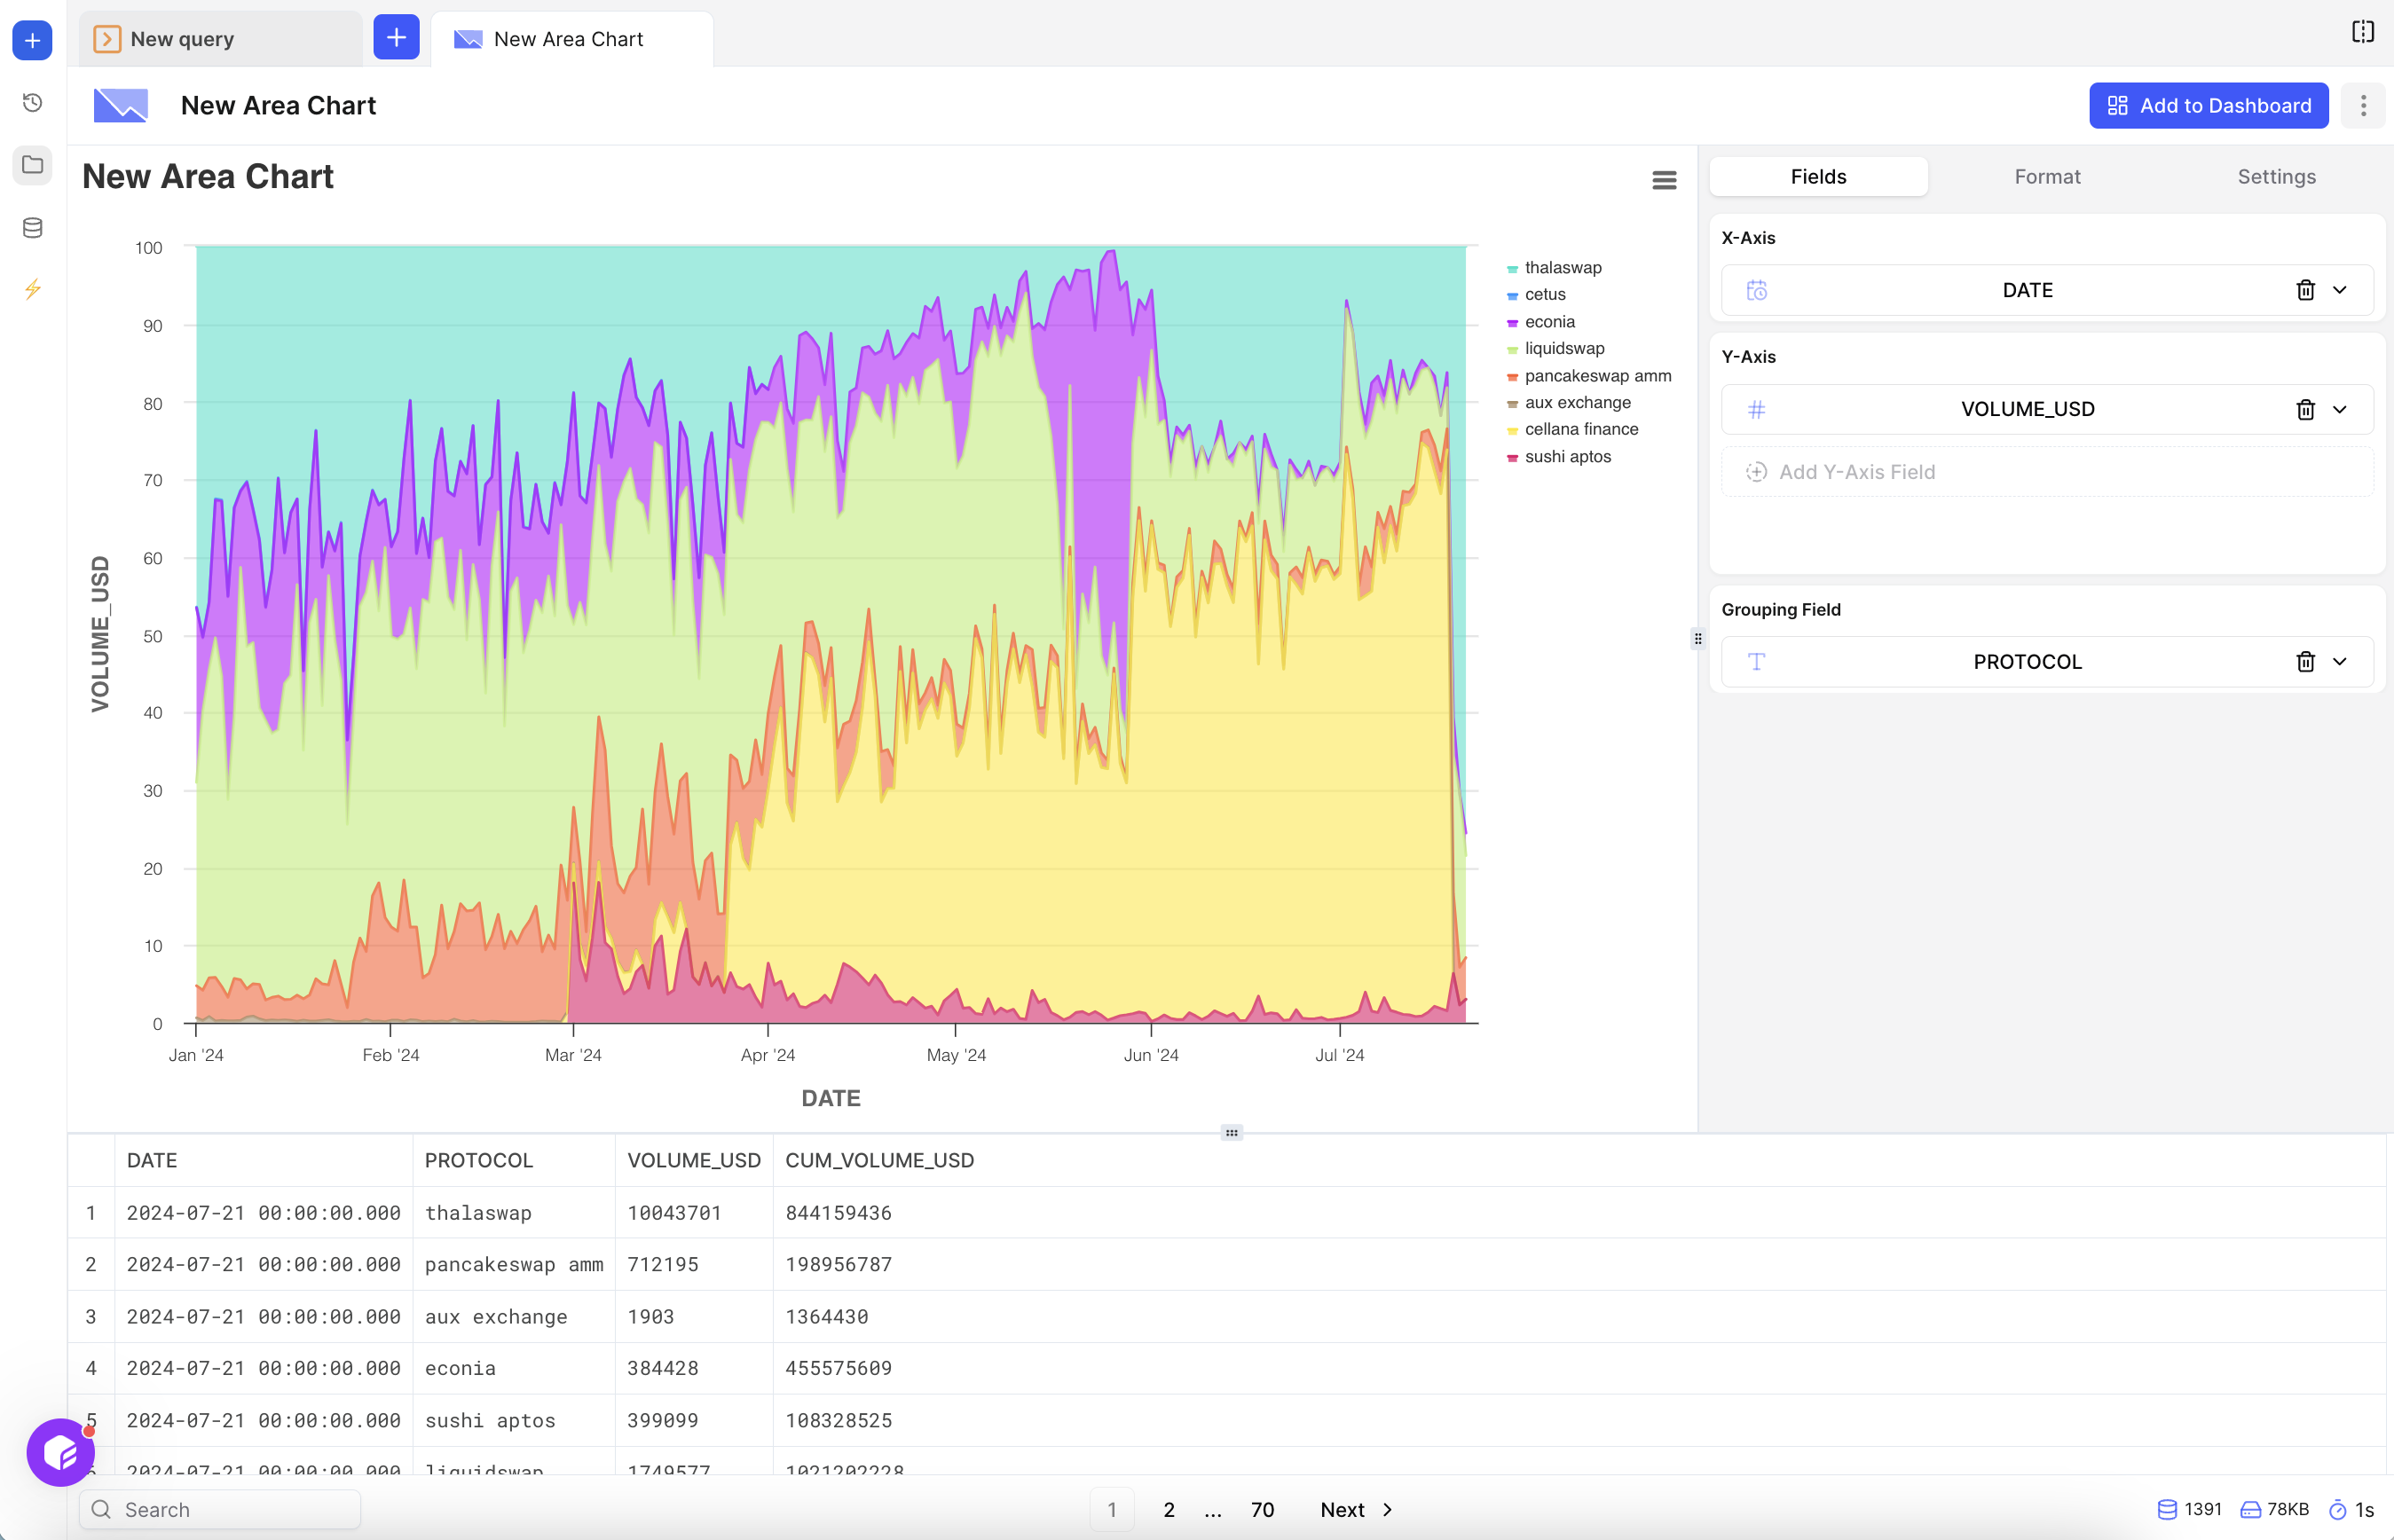 New query
New Area Chart
New Area Chart
Add to Dashboard
New Area Chart
100
90
80
70
60
50
40
30
20
10
0
VOLUME_USD
Jan '24
Feb '24
Mar '24
Apr '24
May '24
Jun '24
Jul '24
DATE
thalaswap
cetus
econia
liquidswap
pancakeswap amm
aux exchange
cellana finance
sushi aptos
Fields
Format
Settings
X-Axis
DATE
Y-Axis
# VOLUME_USD
Add Y-Axis Field
Grouping Field
T PROTOCOL
DATE PROTOCOL VOLUME_USD CUM_VOLUME_USD
1 2024-07-21 00:00:00.000 thalaswap 10043701 844159436
2 2024-07-21 00:00:00.000 pancakeswap amm 712195 198956787
3 2024-07-21 00:00:00.000 aux exchange 1903 1364430
4 2024-07-21 00:00:00.000 econia 384428 455575609
5 2024-07-21 00:00:00.000 sushi aptos 399099 108328525
6 2024-07-21 00:00:00.000 liquidswap 1749577 1021202228
Search
1 2 ... 70 Next
1391 78KB 1s